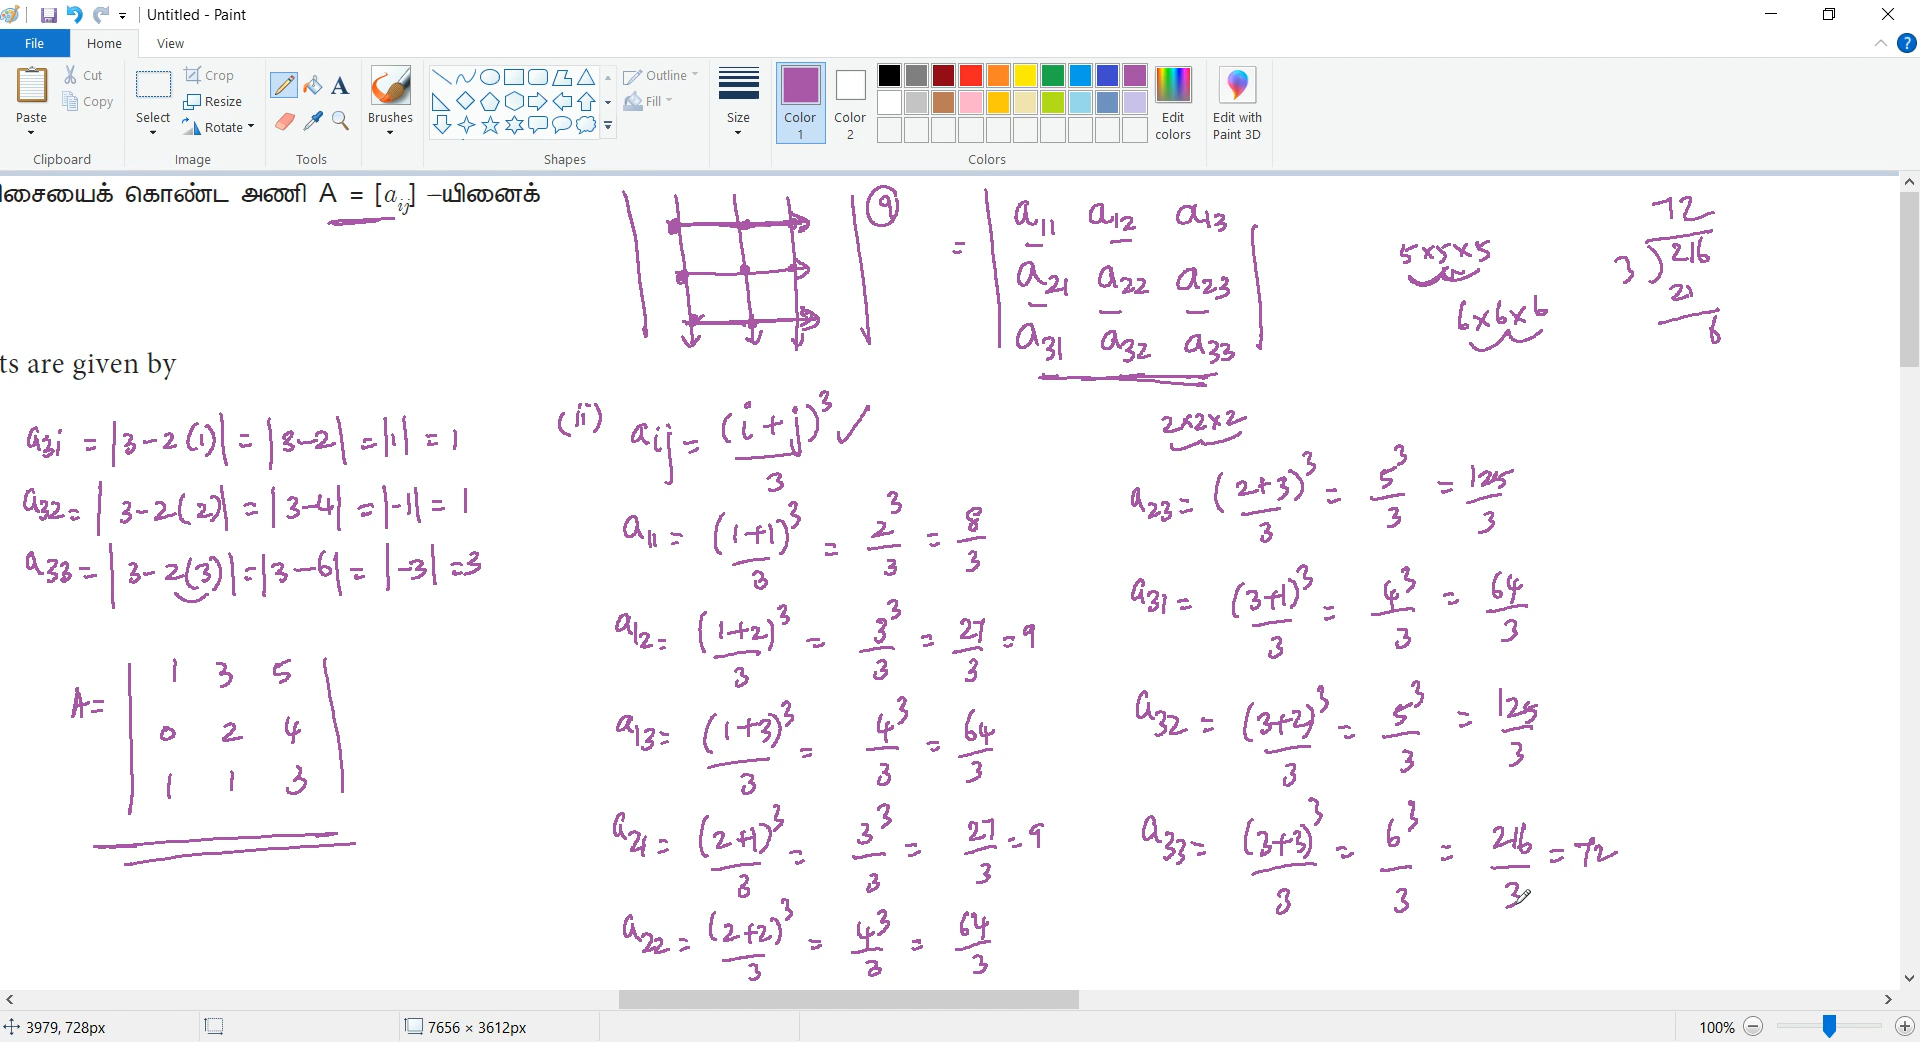 Untitled - Paint
File Home View
Paste Cut Copy Clipboard
Select Crop Resize Rotate Image
Tools
Brushes
Shapes Outline Fill
Size
Color 1 Color 2 Colors
Edit colors
Edit with Paint 3D
கொண்ட அணி A = [aᵢⱼ] –யினைக்
ts are given by
a₃₁ = |3-2(1)| = |3-2| = |1| = 1
a₃₂ = |3-2(2)| = |3-4| = |-1| = 1
a₃₃ = |3-2(3)| = |3-6| = |-3| = 3
A =
1 3 5
0 2 4
1 1 3
9
=
a₁₁ a₁₂ a₁₃
a₂₁ a₂₂ a₂₃
a₃₁ a₃₂ a₃₃
5×5×5
6×6×6
72
3 ) 216
21
6
(ii) aij = (i+j)³/3 ✓
a₁₁ = (1+1)³/3 = 2³/3 = 8/3
a₁₂ = (1+2)³/3 = 3³/3 = 27/3 = 9
a₁₃ = (1+3)³/3 = 4³/3 = 64/3
a₂₁ = (2+1)³/3 = 3³/3 = 27/3 = 9
a₂₂ = (2+2)³/3 = 4³/3 = 64/3
2×2×2
a₂₃ = (2+3)³/3 = 5³/3 = 125/3
a₃₁ = (3+1)³/3 = 4³/3 = 64/3
a₃₂ = (3+2)³/3 = 5³/3 = 125/3
a₃₃ = (3+3)³/3 = 6³/3 = 216/3 = 72
3979, 728px
7656 × 3612px
100%